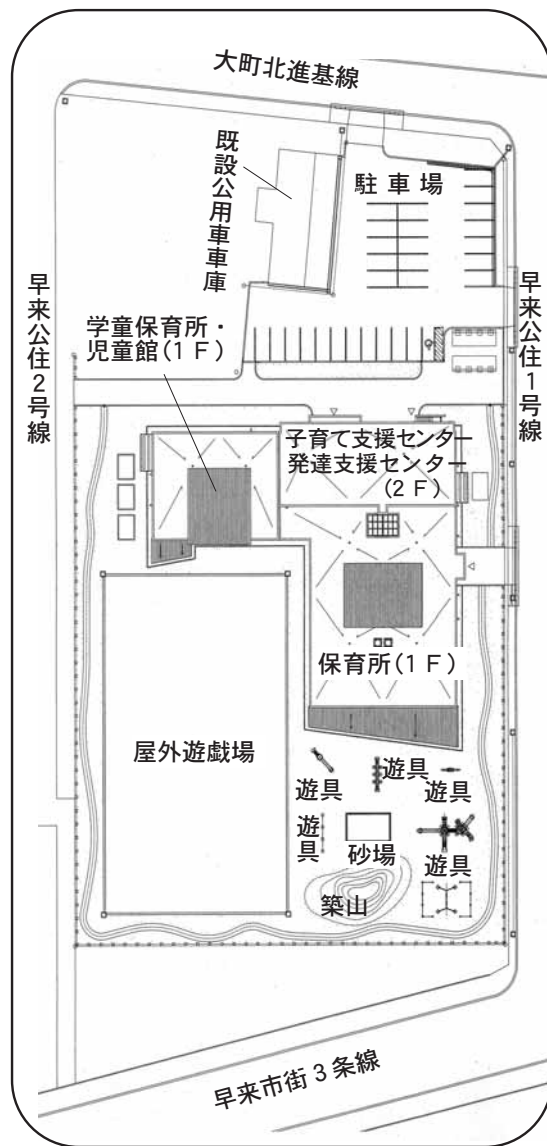 大町北進基線
既設公用車車庫
駐車場
早来公住2号線
早来公住1号線
学童保育所・
児童館(1F)
子育て支援センター
発達支援センター
(2F)
保育所(1F)
屋外遊戯場
遊具
遊具
遊具
遊具
砂場
遊具
築山
早来市街3条線